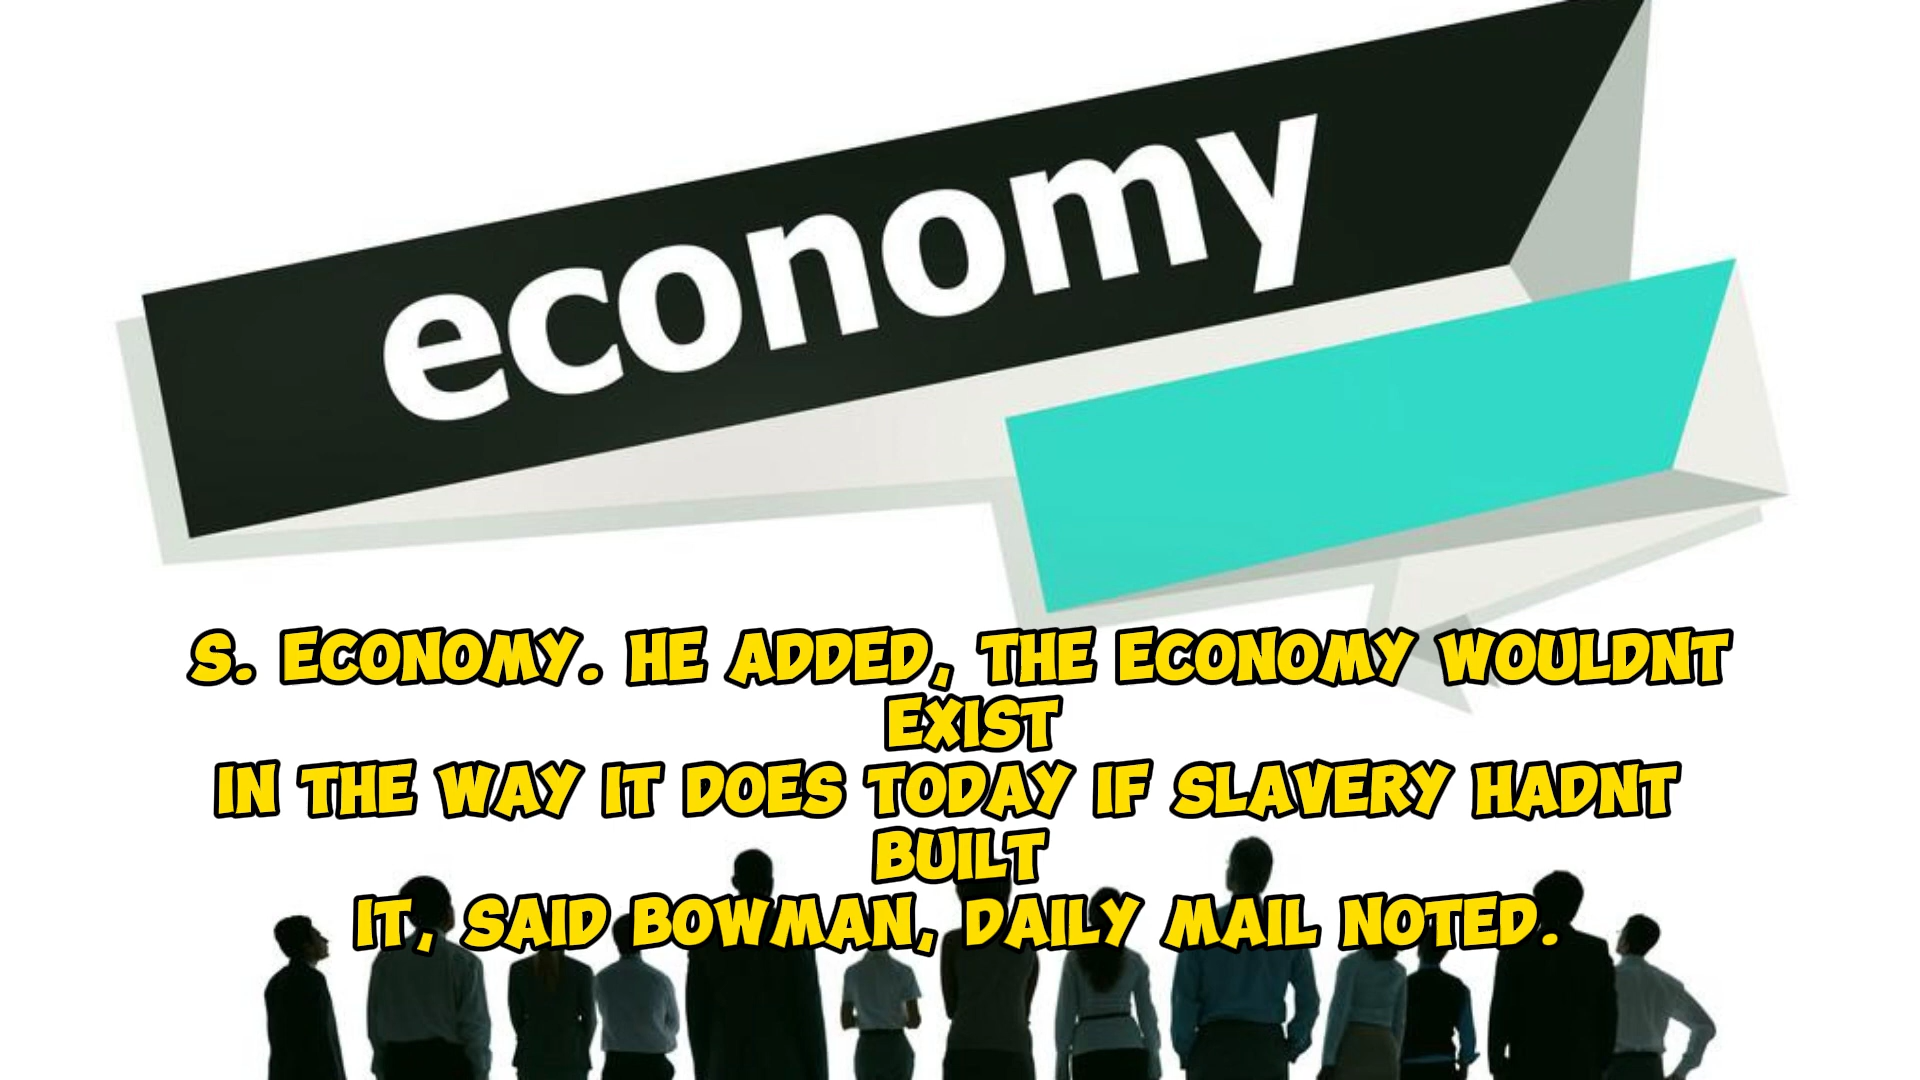 economy
S. ECONOMY. HE ADDED, THE ECONOMY WOULDNT
EXIST
IN THE WAY IT DOES TODAY IF SLAVERY HADNT
BUILT
IT, SAID BOWMAN, DAILY MAIL NOTED.